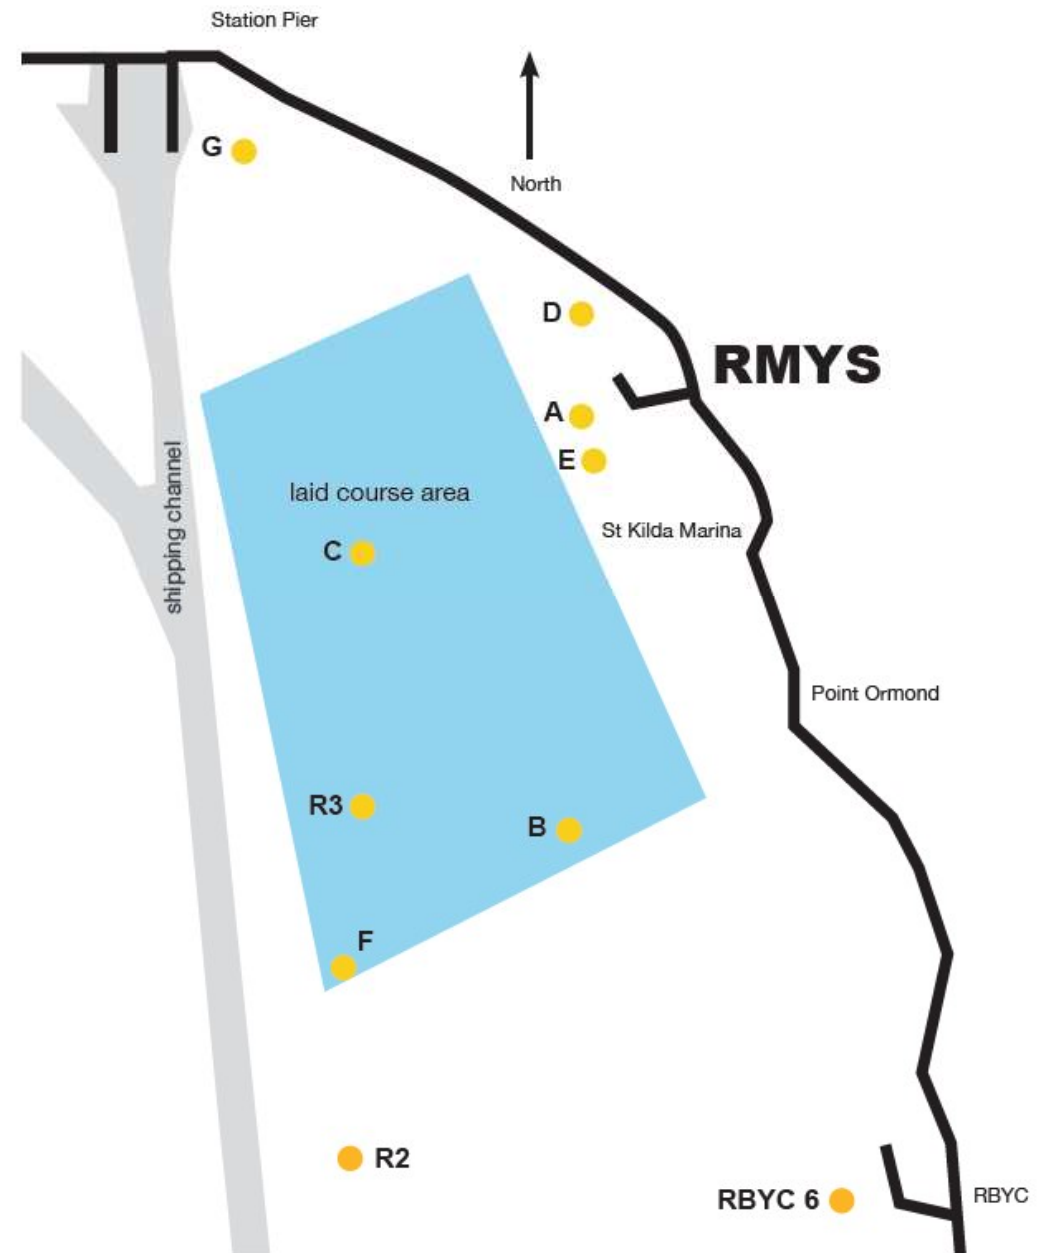 Station Pier
G
North
D
RMYS
A
E
laid course area
St Kilda Marina
C
shipping channel
Point Ormond
R3
B
F
R2
RBYC 6
RBYC